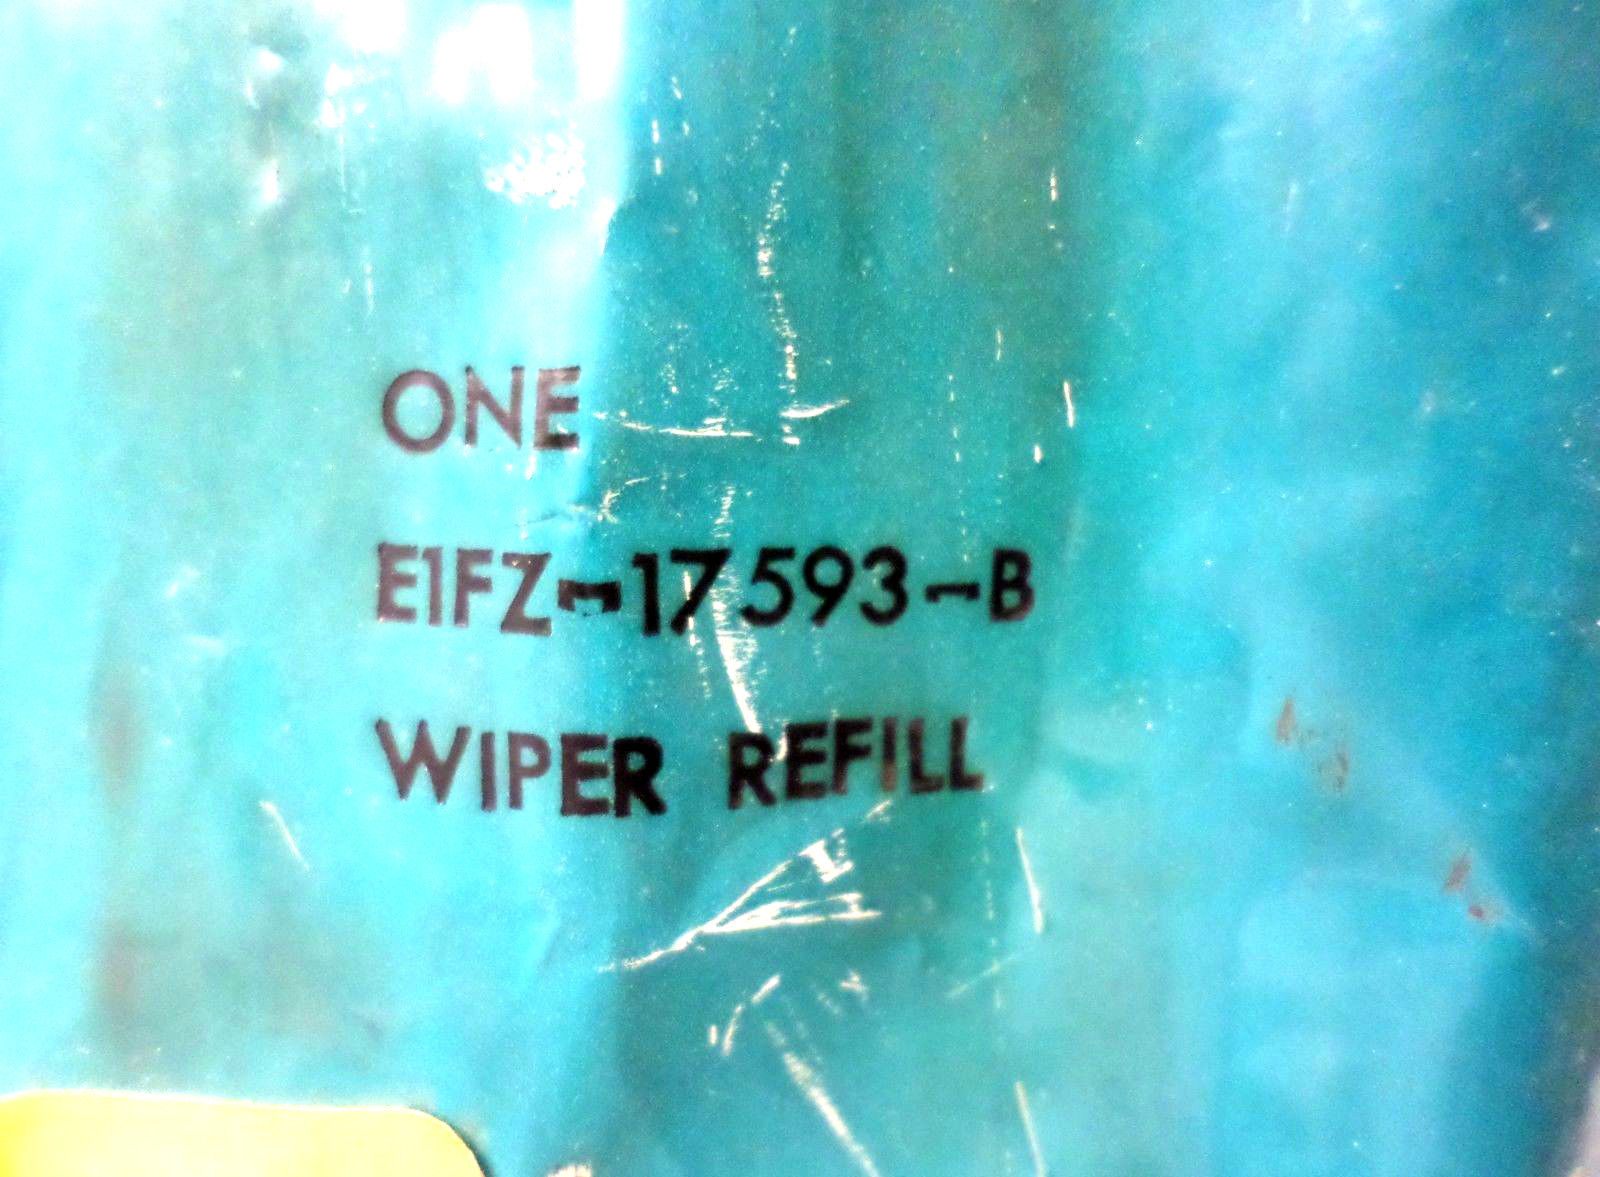 ONE
E1FZ-17593-B
WIPER REFILL